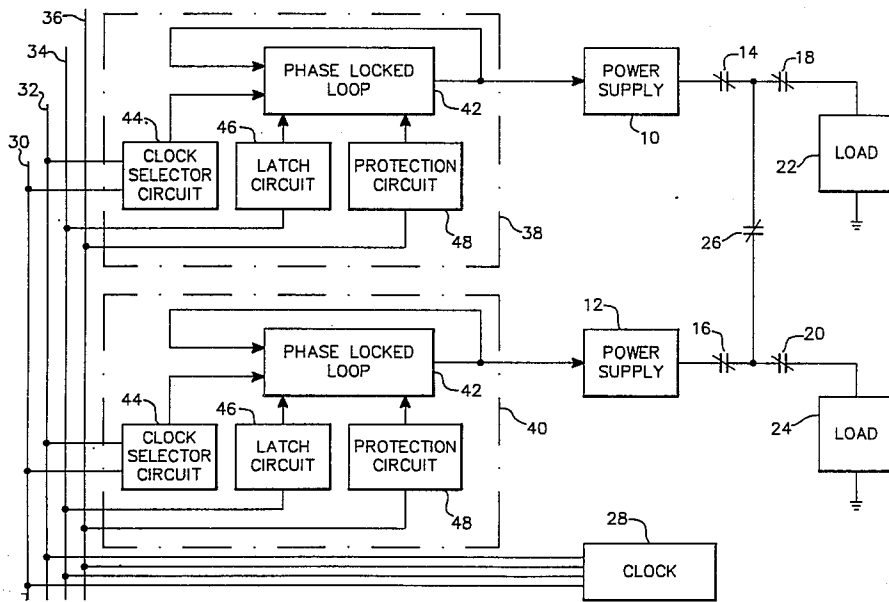 36
34
32
30
PHASE LOCKED
LOOP
42
44
46
CLOCK
SELECTOR
CIRCUIT
LATCH
CIRCUIT
PROTECTION
CIRCUIT
48
38
POWER
SUPPLY
10
14
18
22
LOAD
26
PHASE LOCKED
LOOP
42
44
46
CLOCK
SELECTOR
CIRCUIT
LATCH
CIRCUIT
PROTECTION
CIRCUIT
48
40
12
POWER
SUPPLY
16
20
24
LOAD
28
CLOCK